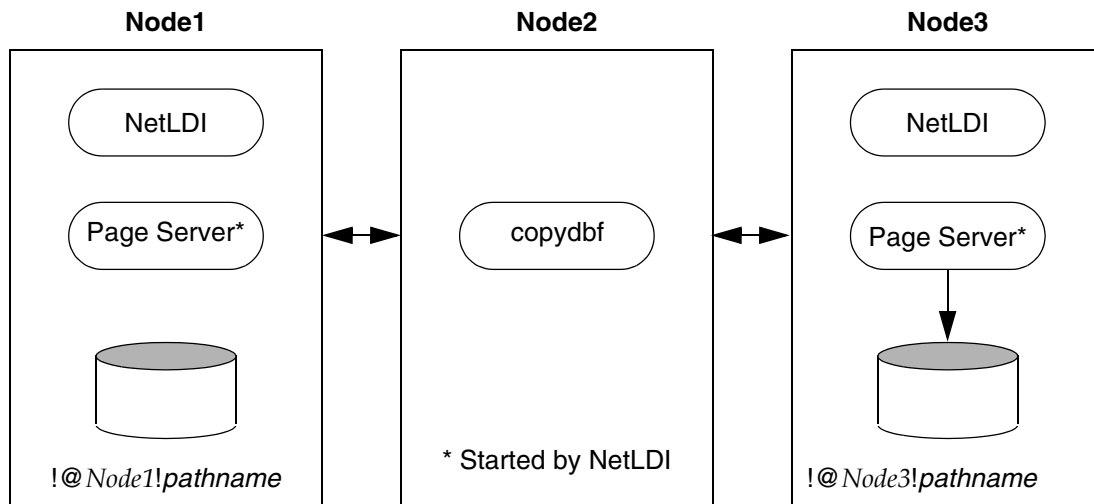 Node1
Node2
Node3
NetLDI
NetLDI
Page Server*
copydbf
Page Server*
* Started by NetLDI
!@Node1!pathname
!@Node3!pathname